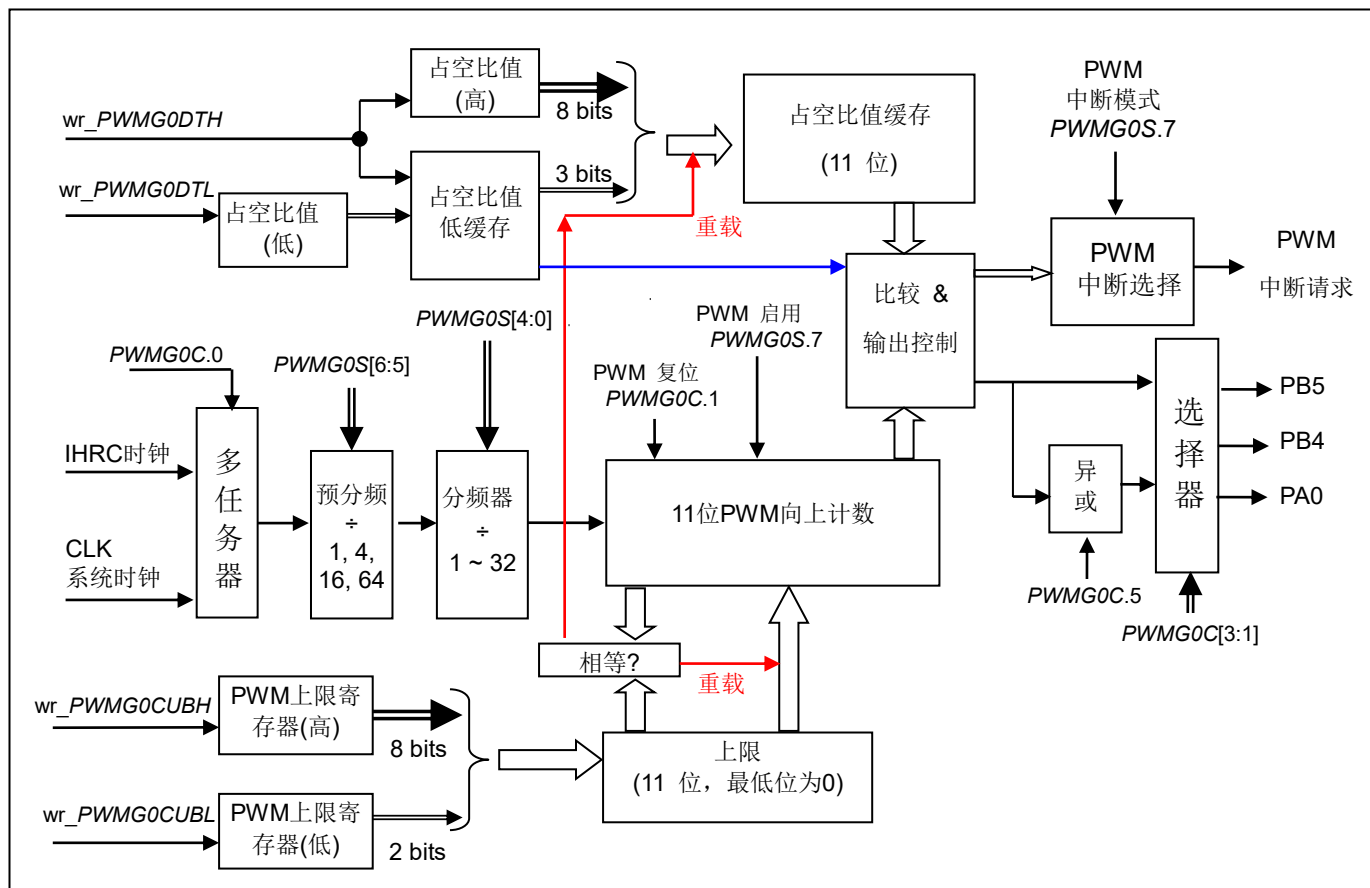 占空比值
(高)
8 bits
wr_PWMG0DTH
wr_PWMG0DTL
占空比值
(低)
占空比值
低缓存
3 bits
重载
占空比值缓存
(11 位)
PWM
中断模式
PWMG0S.7
PWM
中断选择
PWM
中断请求
比较 &
输出控制
PWMG0C.0
PWMG0S[6:5]
PWMG0S[4:0]
PWM 启用
PWMG0S.7
PWM 复位
PWMG0C.1
IHRC时钟
CLK
系统时钟
多任务器
预分频
÷
1, 4,
16, 64
分频器
÷
1 ~ 32
11位PWM向上计数
异或
PWMG0C.5
选择器
PB5
PB4
PA0
PWMG0C[3:1]
相等?
重载
wr_PWMG0CUBH
PWM上限寄
存器(高)
8 bits
wr_PWMG0CUBL
PWM上限寄
存器(低)
2 bits
上限
(11 位，最低位为0)